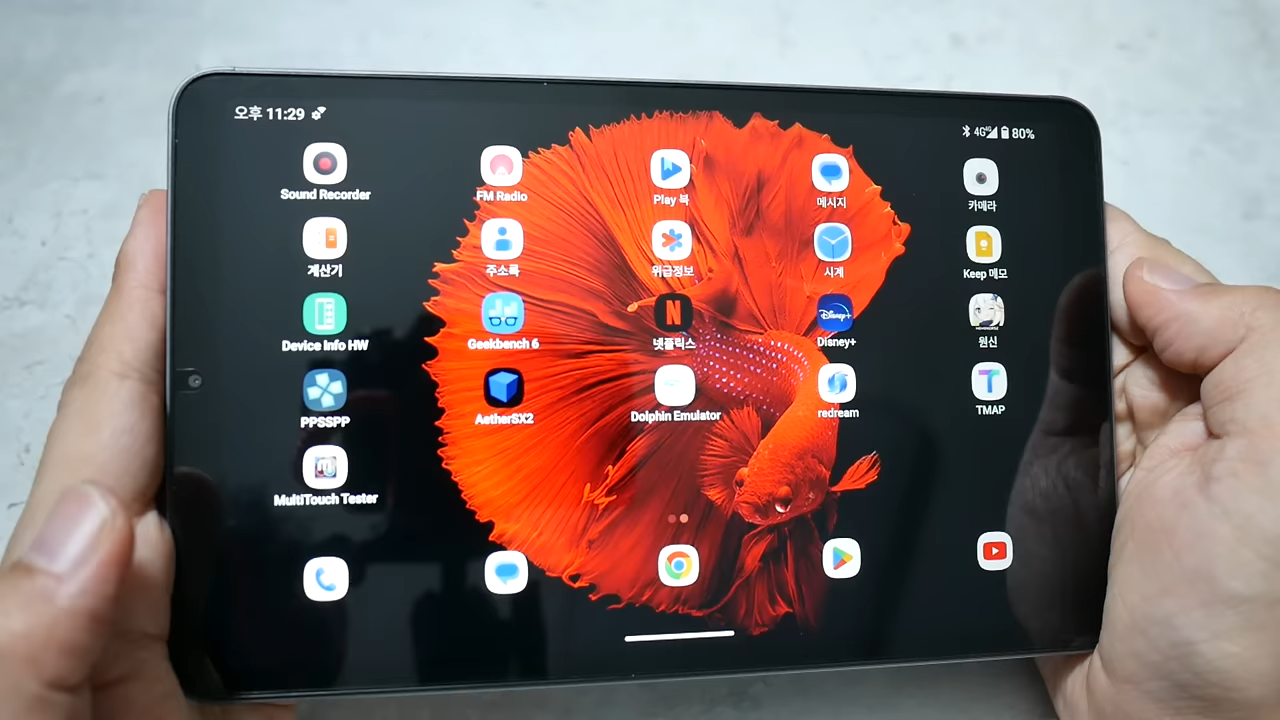 오후 11:29
4G 4G 80%
Sound Recorder
FM Radio
Play 북
메시지
카메라
계산기
주소록
위급정보
시계
Keep 메모
Device Info HW
Geekbench 6
N
넷플릭스
Disney+
Disney+
원신
PPSSPP
AetherSX2
Dolphin Emulator
redream
T
TMAP
MultiTouch Tester